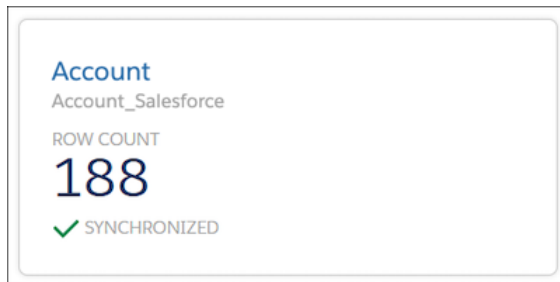 Account
Account_Salesforce
ROW COUNT
188
SYNCHRONIZED